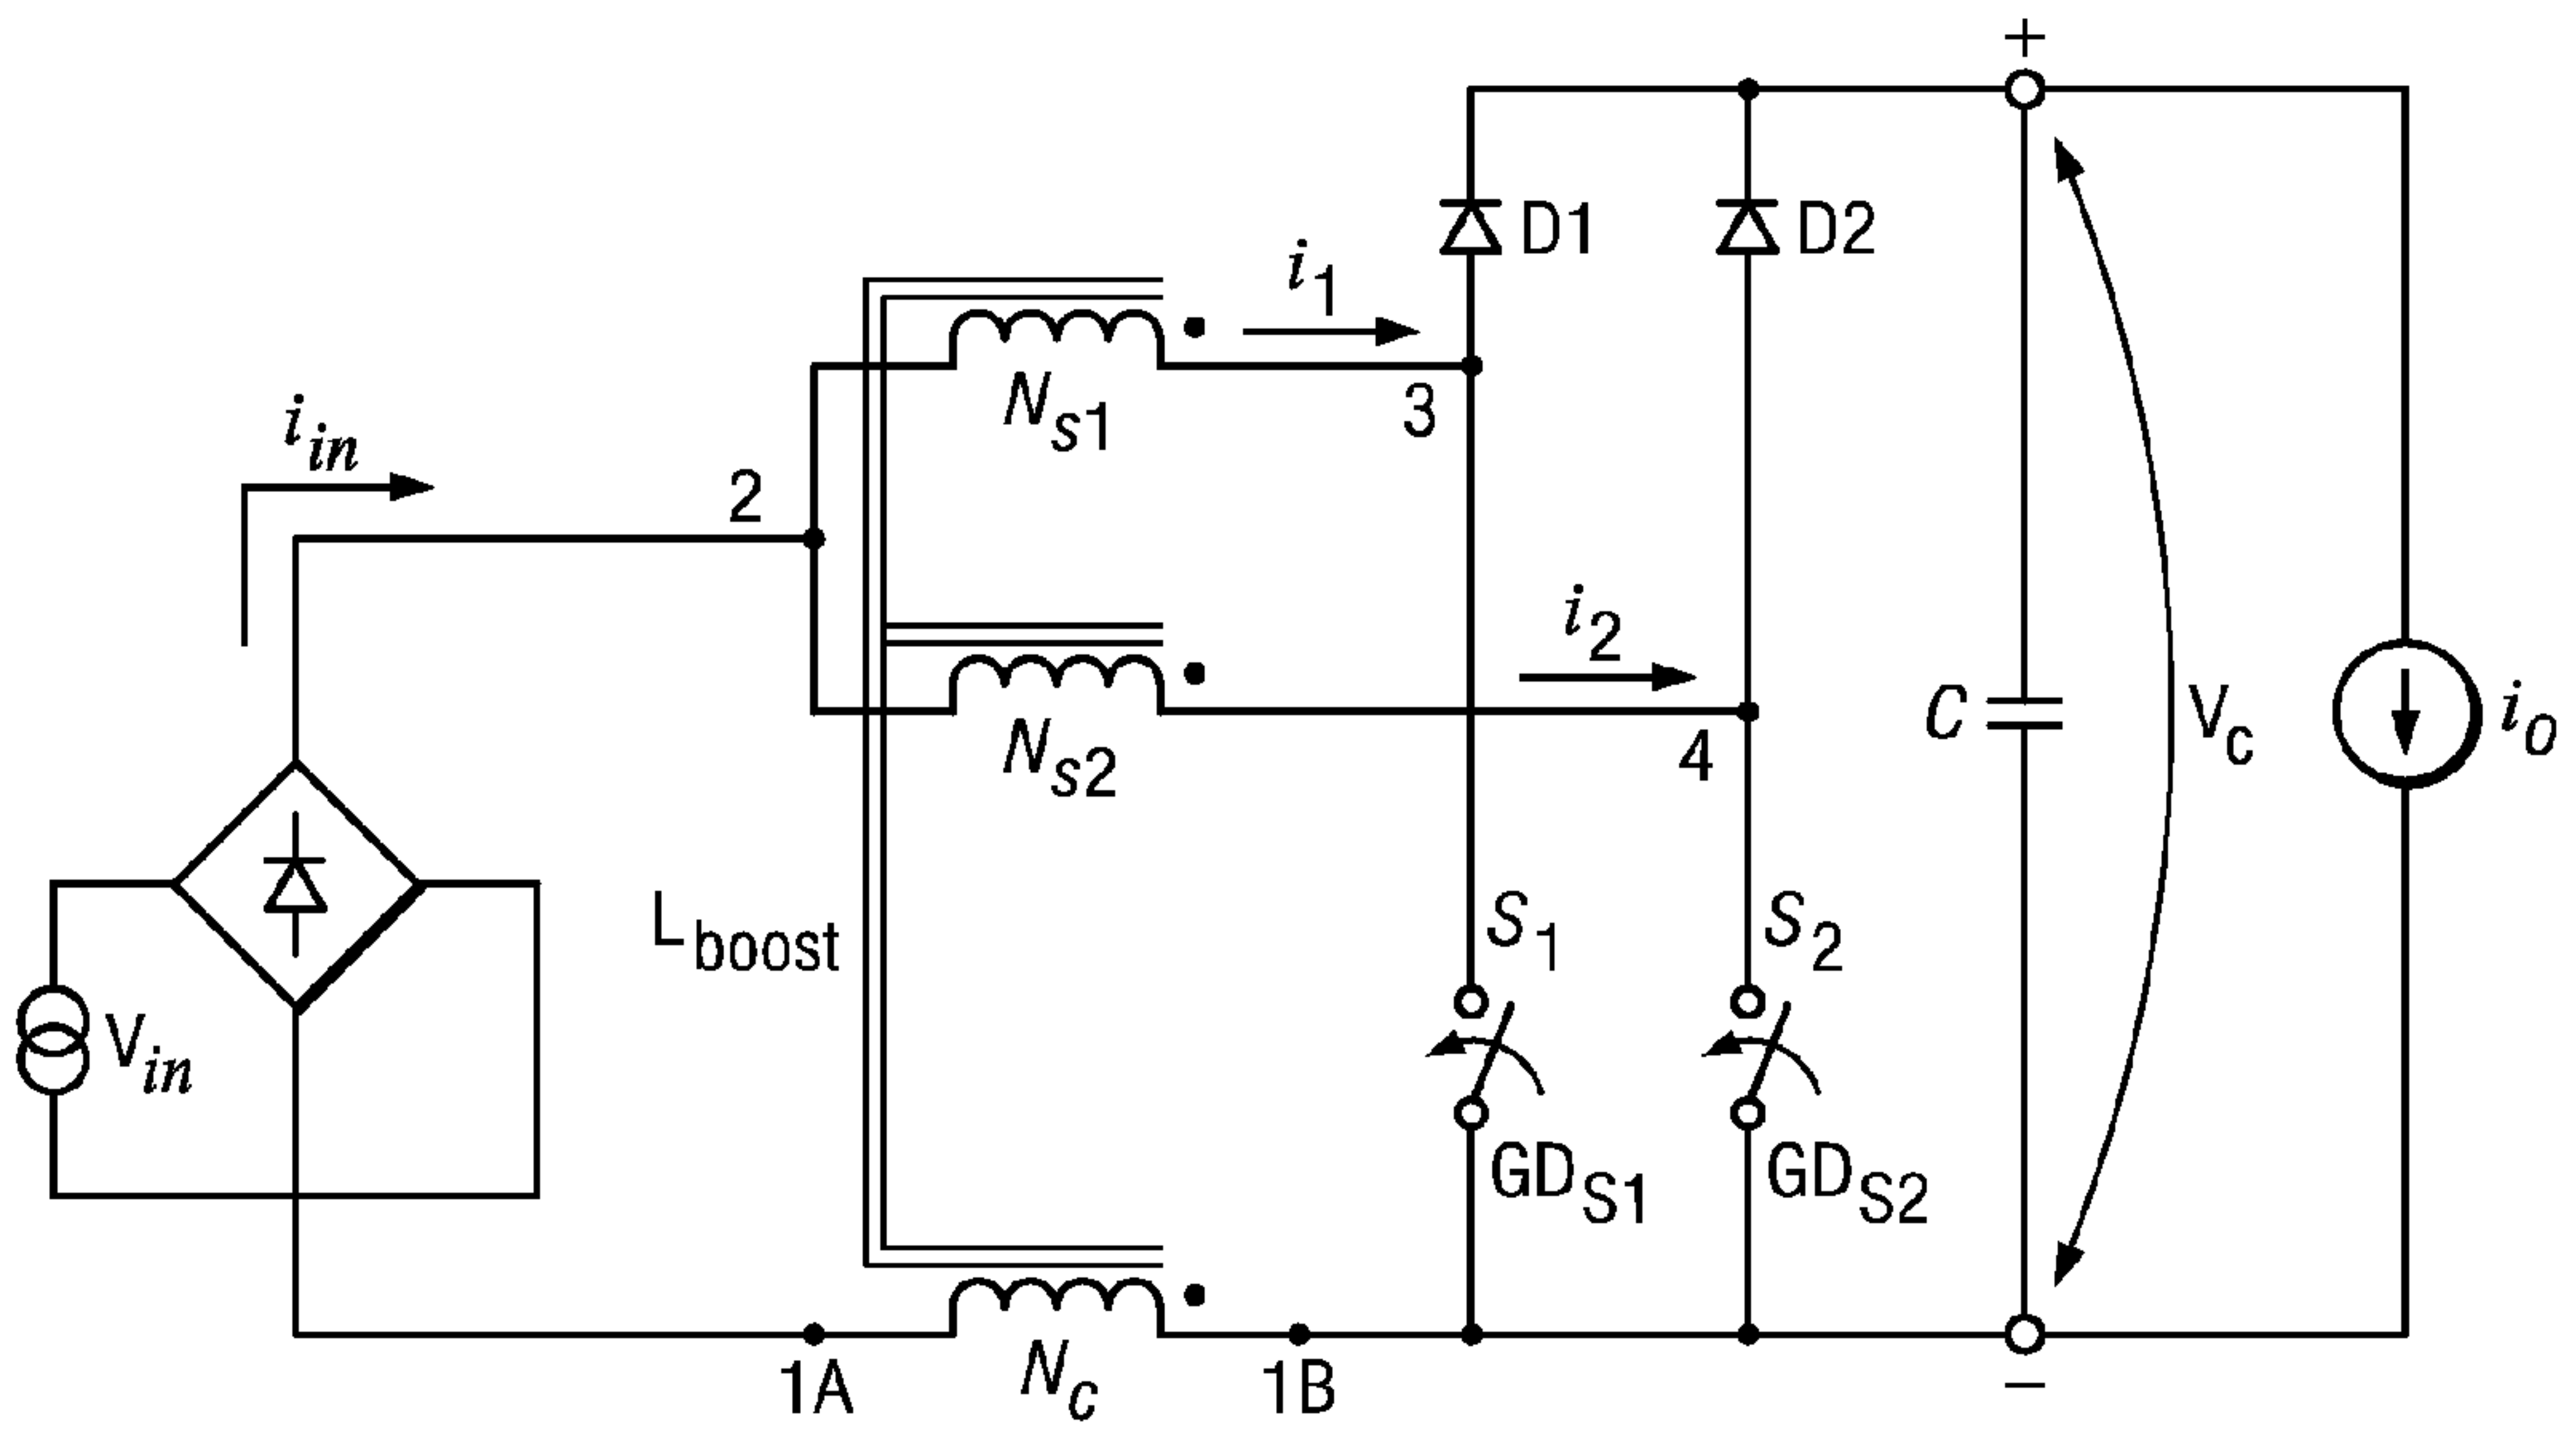 +
D1
D2
i1
Ns1
3
iin
2
i2
Ns2
4
C
Vc
io
Lboost
S1
S2
Vin
GDS1
GDS2
1A
Nc
1B
−